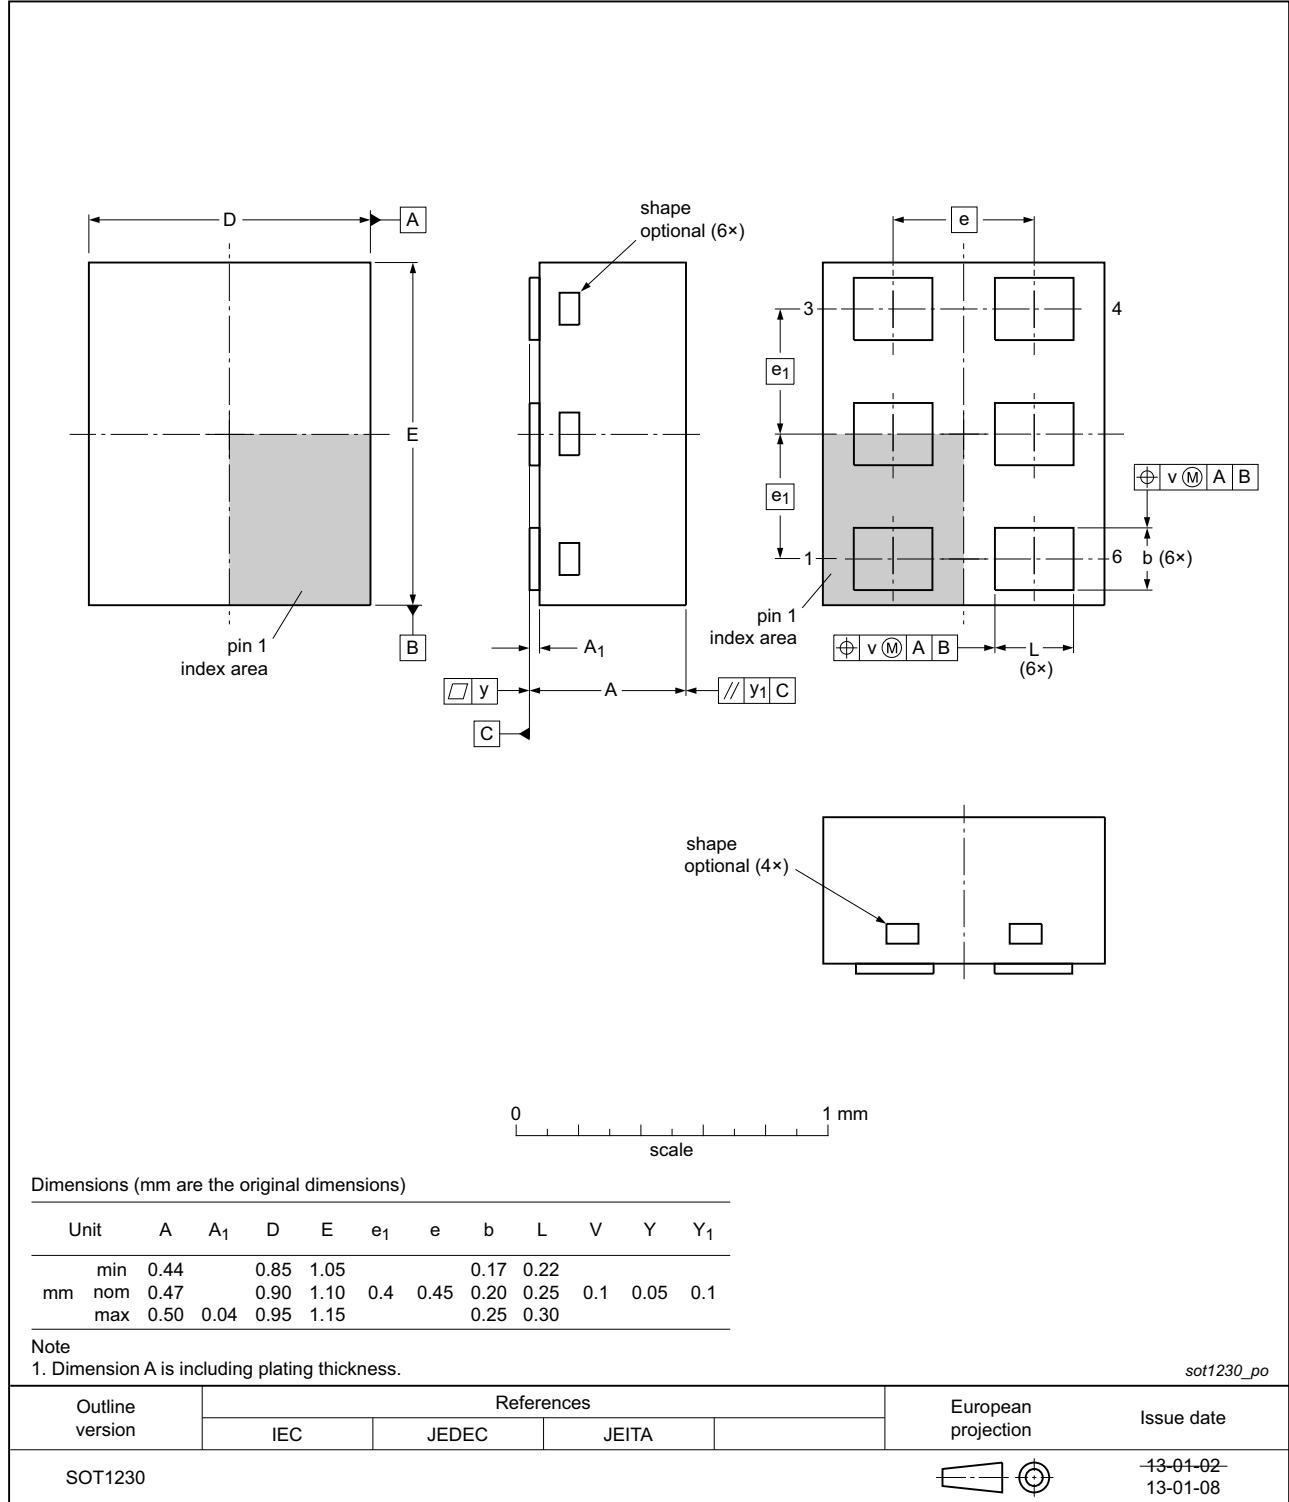 shape
optional (6×)
D
A
e
3
4
e1
E
e1
v M A B
1
6
b (6×)
pin 1
index area
B
A1
pin 1
index area
v M A B
L
(6×)
y
A
// y1 C
C
shape
optional (4×)
0
1 mm
scale
Dimensions (mm are the original dimensions)
Unit A A1 D E e1 e b L V Y Y1
min 0.44 0.85 1.05 0.17 0.22
mm nom 0.47 0.90 1.10 0.4 0.45 0.20 0.25 0.1 0.05 0.1
max 0.50 0.04 0.95 1.15 0.25 0.30
Note
1. Dimension A is including plating thickness.
sot1230_po
Outline
version
References
IEC
JEDEC
JEITA
European
projection
Issue date
SOT1230
13-01-02
13-01-08